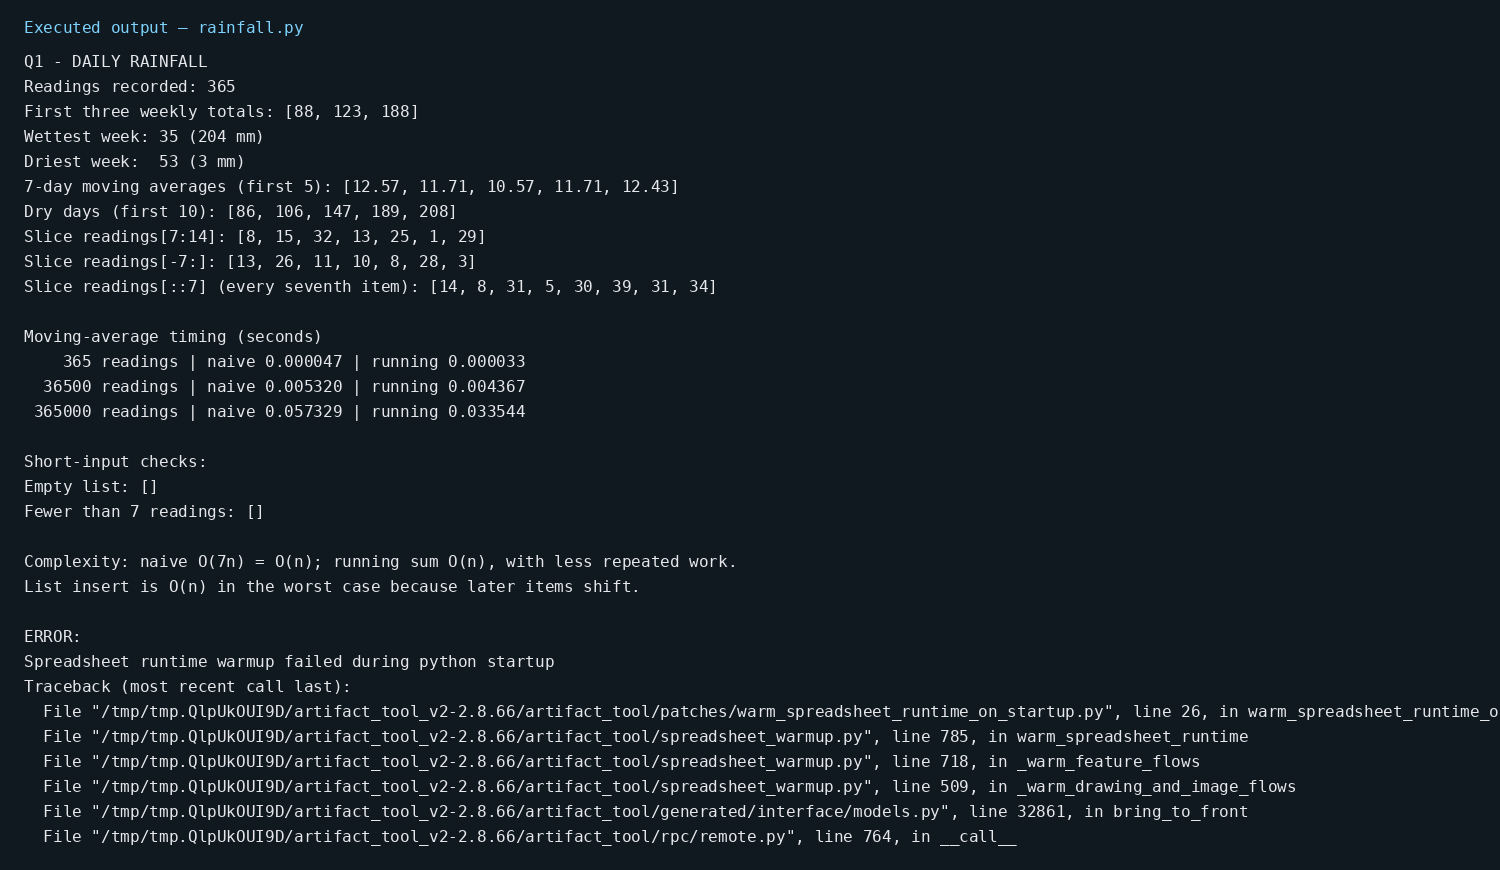 Executed output — rainfall.py
Q1 - DAILY RAINFALL
Readings recorded: 365
First three weekly totals: [88, 123, 188]
Wettest week: 35 (204 mm)
Driest week:  53 (3 mm)
7-day moving averages (first 5): [12.57, 11.71, 10.57, 11.71, 12.43]
Dry days (first 10): [86, 106, 147, 189, 208]
Slice readings[7:14]: [8, 15, 32, 13, 25, 1, 29]
Slice readings[-7:]: [13, 26, 11, 10, 8, 28, 3]
Slice readings[::7] (every seventh item): [14, 8, 31, 5, 30, 39, 31, 34]
Moving-average timing (seconds)
    365 readings | naive 0.000047 | running 0.000033
  36500 readings | naive 0.005320 | running 0.004367
 365000 readings | naive 0.057329 | running 0.033544
Short-input checks:
Empty list: []
Fewer than 7 readings: []
Complexity: naive O(7n) = O(n); running sum O(n), with less repeated work.
List insert is O(n) in the worst case because later items shift.
ERROR:
Spreadsheet runtime warmup failed during python startup
Traceback (most recent call last):
  File "/tmp/tmp.QlpUkOUI9D/artifact_tool_v2-2.8.66/artifact_tool/patches/warm_spreadsheet_runtime_on_startup.py", line 26, in warm_spreadsheet_runtime_o
  File "/tmp/tmp.QlpUkOUI9D/artifact_tool_v2-2.8.66/artifact_tool/spreadsheet_warmup.py", line 785, in warm_spreadsheet_runtime
  File "/tmp/tmp.QlpUkOUI9D/artifact_tool_v2-2.8.66/artifact_tool/spreadsheet_warmup.py", line 718, in _warm_feature_flows
  File "/tmp/tmp.QlpUkOUI9D/artifact_tool_v2-2.8.66/artifact_tool/spreadsheet_warmup.py", line 509, in _warm_drawing_and_image_flows
  File "/tmp/tmp.QlpUkOUI9D/artifact_tool_v2-2.8.66/artifact_tool/generated/interface/models.py", line 32861, in bring_to_front
  File "/tmp/tmp.QlpUkOUI9D/artifact_tool_v2-2.8.66/artifact_tool/rpc/remote.py", line 764, in __call__